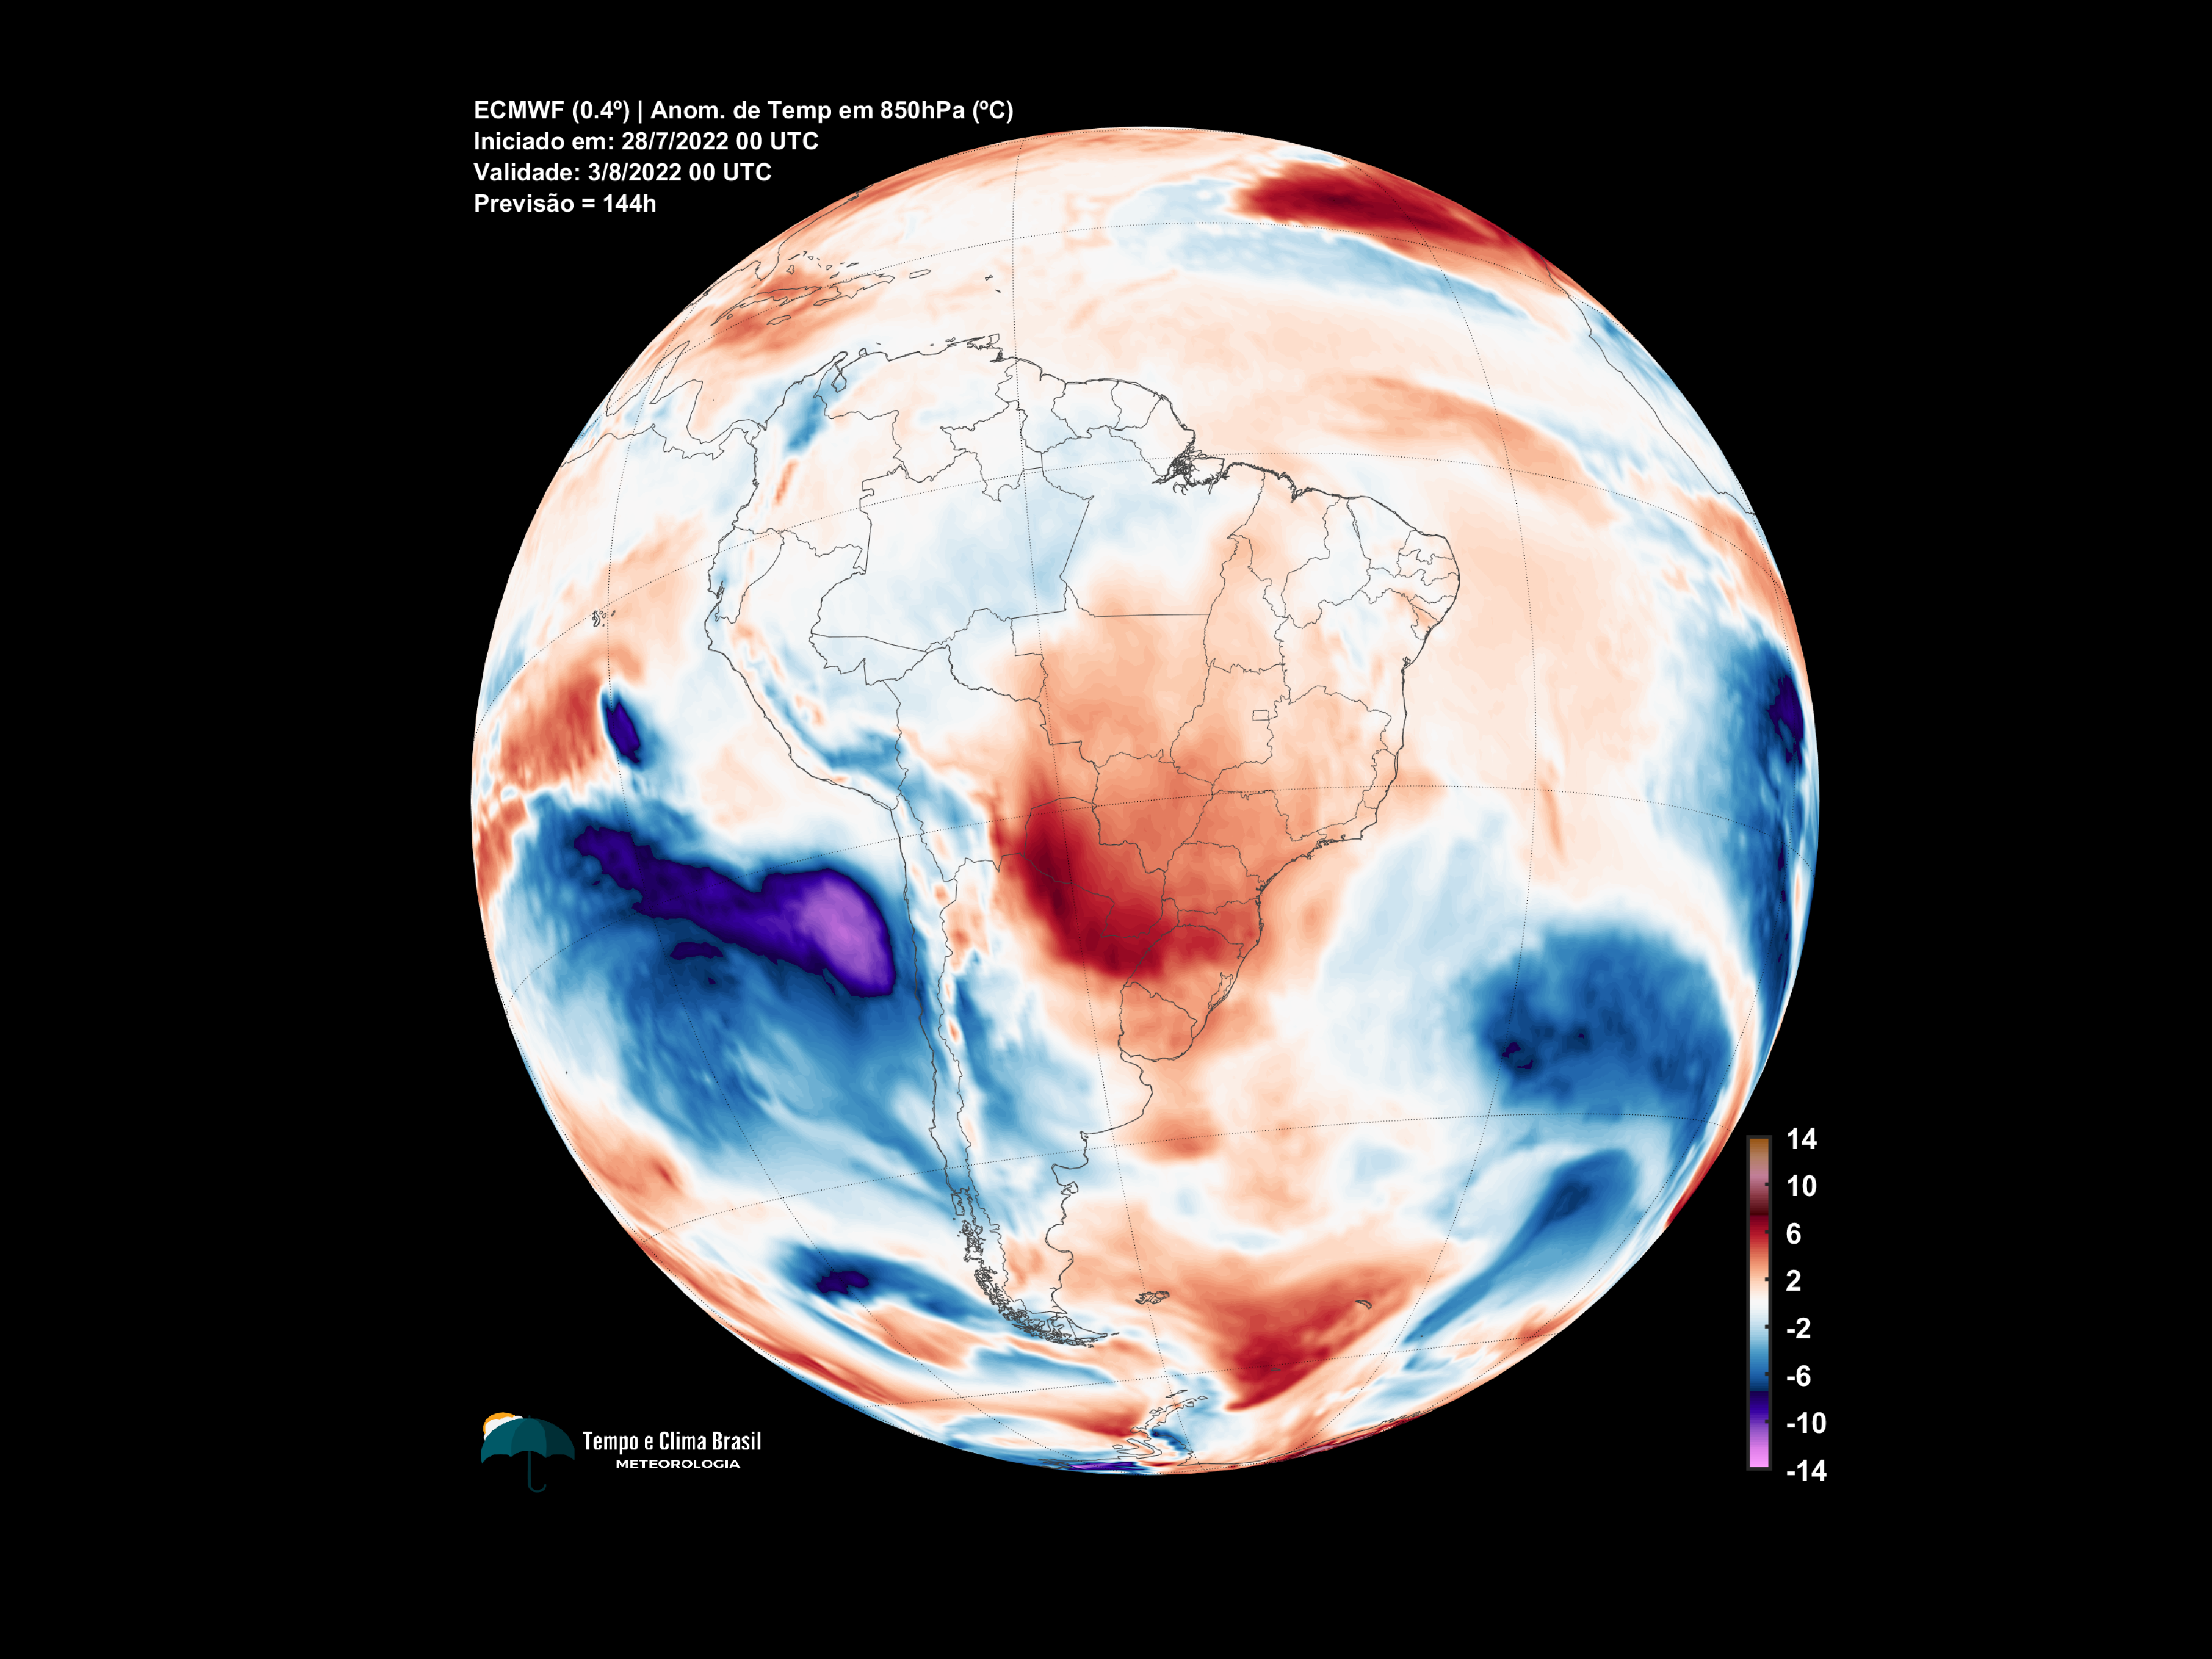 ECMWF (0.4º) | Anom. de Temp em 850hPa (ºC)
Iniciado em: 28/7/2022 00 UTC
Validade: 3/8/2022 00 UTC
Previsão = 144h
14
10
6
2
-2
-6
-10
-14
Tempo e Clima Brasil
METEOROLOGIA